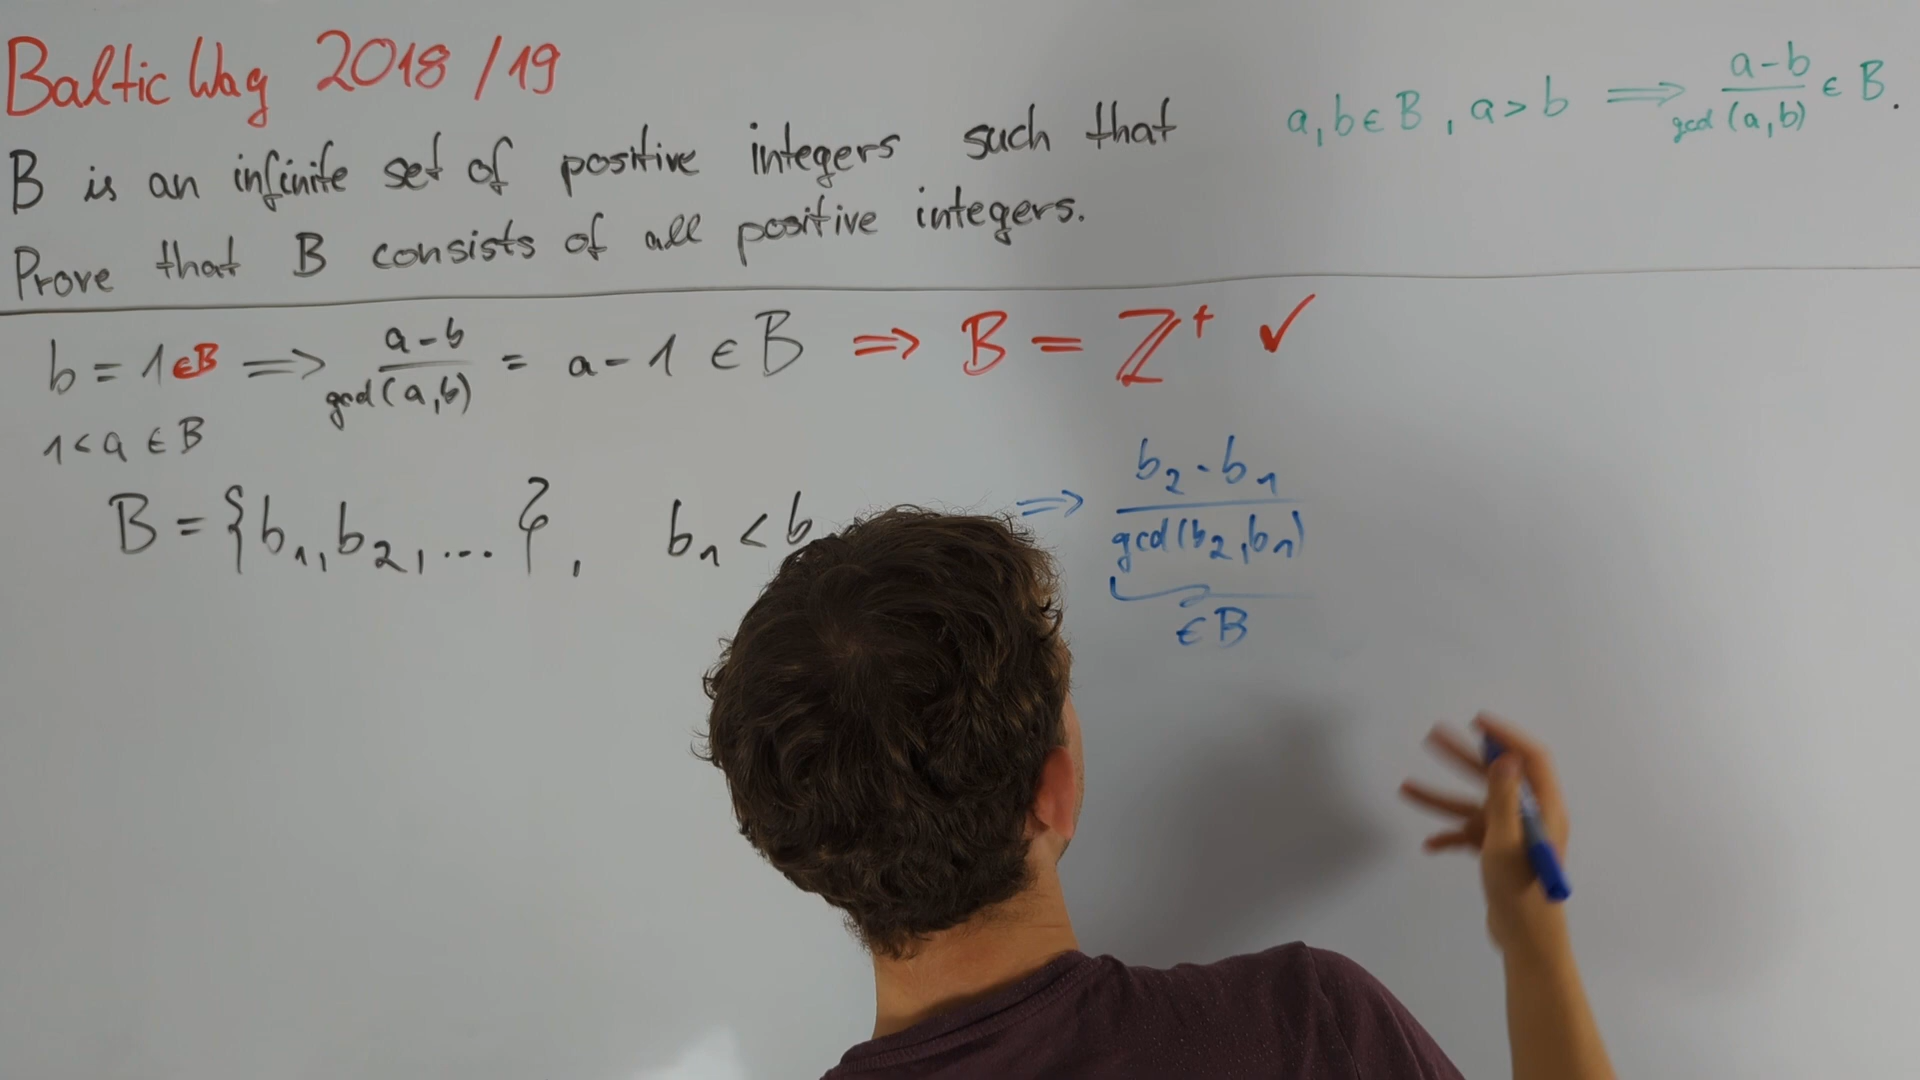 Baltic Way 2018/19
B is an infinite set of positive integers such that a, b ∈ B, a > b ⟹ (a-b)/gcd(a,b) ∈ B.
Prove that B consists of all positive integers.
b = 1 ∈ B ⟹ (a-b)/gcd(a,b) = a - 1 ∈ B ⟹ B = ℤ⁺ ✓
1 < a ∈ B
B = {b₁, b₂, ...}, b₁ < b ⟹ (b₂-b₁)/gcd(b₂,b₁)
∈ B